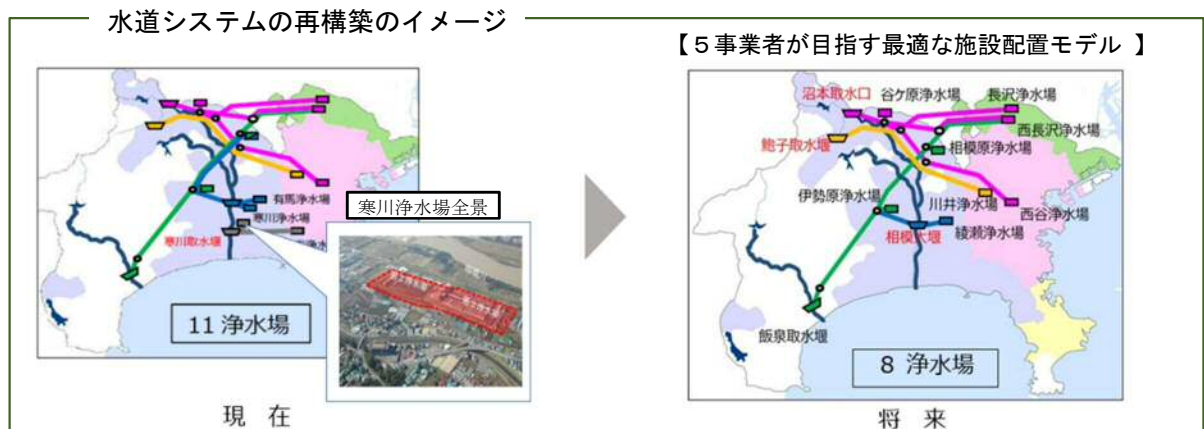 水道システムの再構築のイメージ
【5事業者が目指す最適な施設配置モデル 】
有馬浄水場
寒川浄水場
寒川取水堰
寒川浄水場全景
11 浄水場
現 在
沼本取水口
谷ケ原浄水場
長沢浄水場
西長沢浄水場
鮑子取水堰
相模原浄水場
伊勢原浄水場
川井浄水場
西谷浄水場
相模大堰
綾瀬浄水場
飯泉取水堰
8 浄水場
将 来